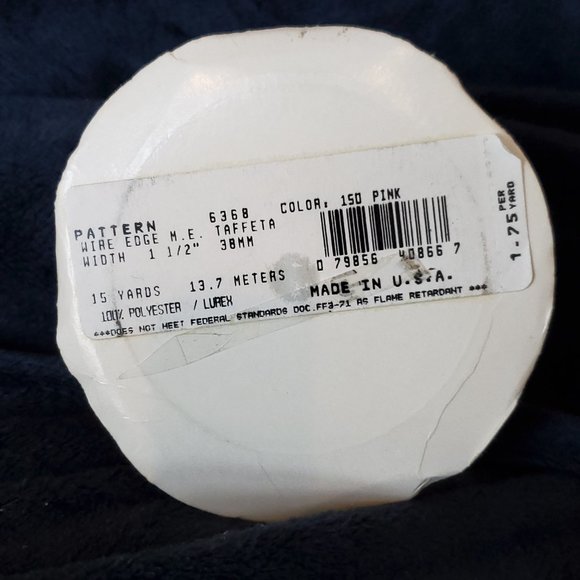 PATTERN 6368 COLOR: 150 PINK
WIRE EDGE M.E. TAFFETA
WIDTH 1 1/2" 38MM
0 79856 40866 7
15 YARDS 13.7 METERS MADE IN U.S.A.
100% POLYESTER / LUREX
***DOES NOT MEET FEDERAL STANDARDS DOC.FF3-71 AS FLAME RETARDANT ***
1.75 PER YARD